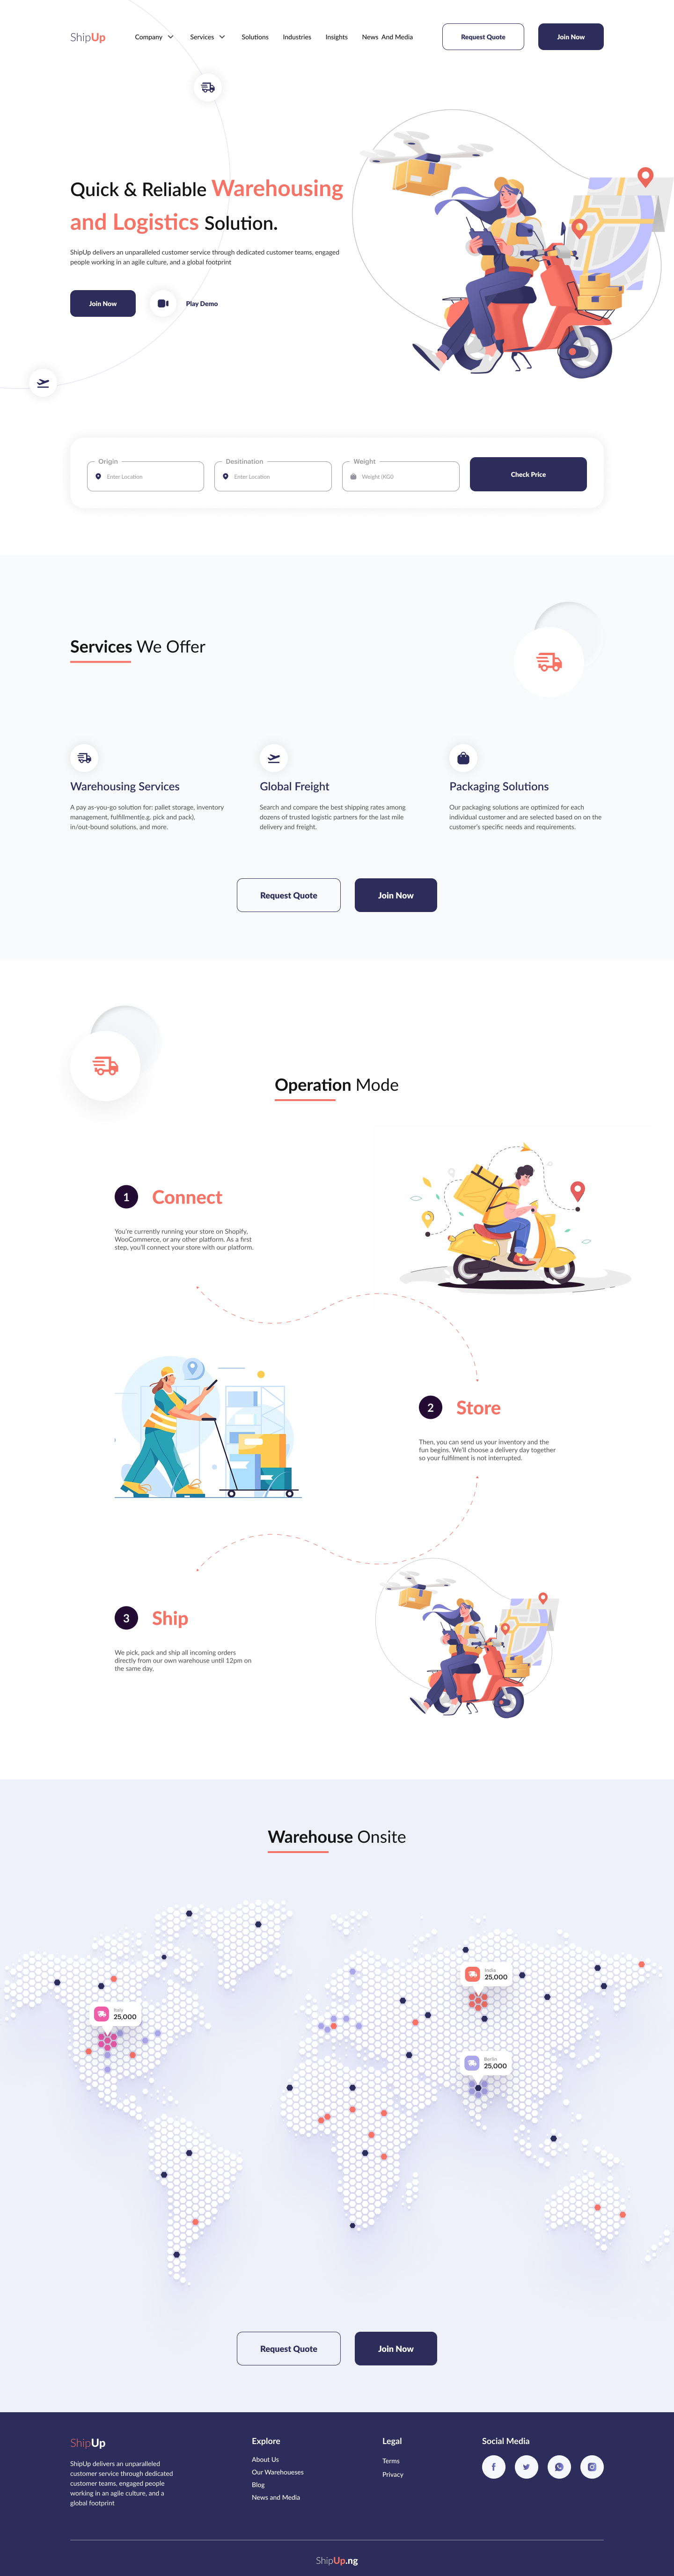 ShipUp
Company
Services
Solutions
Industries
Insights
News And Media
Request Quote
Join Now
Quick & Reliable Warehousing
and Logistics Solution.
ShipUp delivers an unparalleled customer service through dedicated customer teams, engaged
people working in an agile culture, and a global footprint
Join Now
Play Demo
Origin
Enter Location
Desitination
Enter Location
Weight
Weight (KG)
Check Price
Services We Offer
Warehousing Services
A pay as-you-go solution for: pallet storage, inventory
management, fulfillment(e.g. pick and pack),
in/out-bound solutions, and more.
Global Freight
Search and compare the best shipping rates among
dozens of trusted logistic partners for the last mile
delivery and freight.
Packaging Solutions
Our packaging solutions are optimized for each
individual customer and are selected based on on the
customer's specific needs and requirements.
Request Quote
Join Now
Operation Mode
1
Connect
You're currently running your store on Shopify,
WooCommerce, or any other platform. As a first
step, you'll connect your store with our platform.
2
Store
Then, you can send us your inventory and the
fun begins. We'll choose a delivery day together
so your fulfilment is not interrupted.
3
Ship
We pick, pack and ship all incoming orders
directly from our own warehouse until 12pm on
the same day,
Warehouse Onsite
India
25,000
25,000
Berlin
25,000
Request Quote
Join Now
ShipUp
ShipUp delivers an unparalleled
customer service through dedicated
customer teams, engaged people
working in an agile culture, and a
global footprint
Explore
About Us
Our Warehoueses
Blog
News and Media
Legal
Terms
Privacy
Social Media
ShipUp.ng